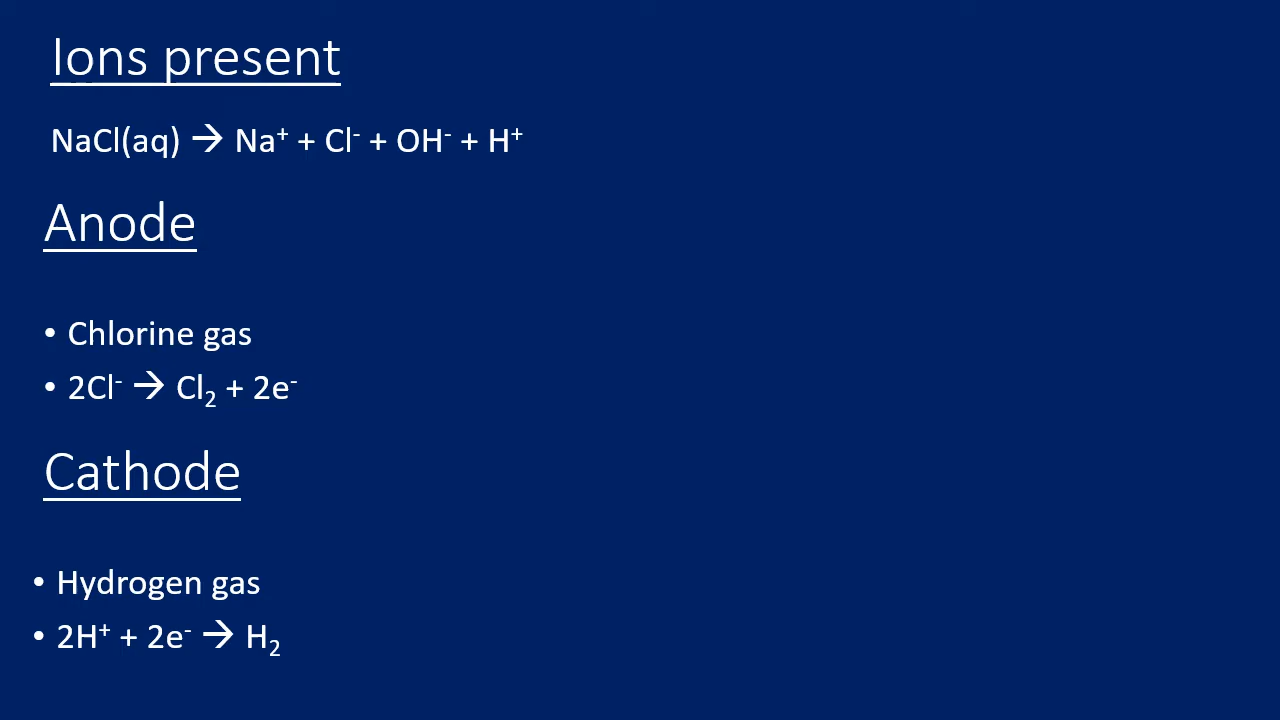 Ions present
NaCl(aq) → Na⁺ + Cl⁻ + OH⁻ + H⁺
Anode
• Chlorine gas
• 2Cl⁻ → Cl₂ + 2e⁻
Cathode
• Hydrogen gas
• 2H⁺ + 2e⁻ → H₂